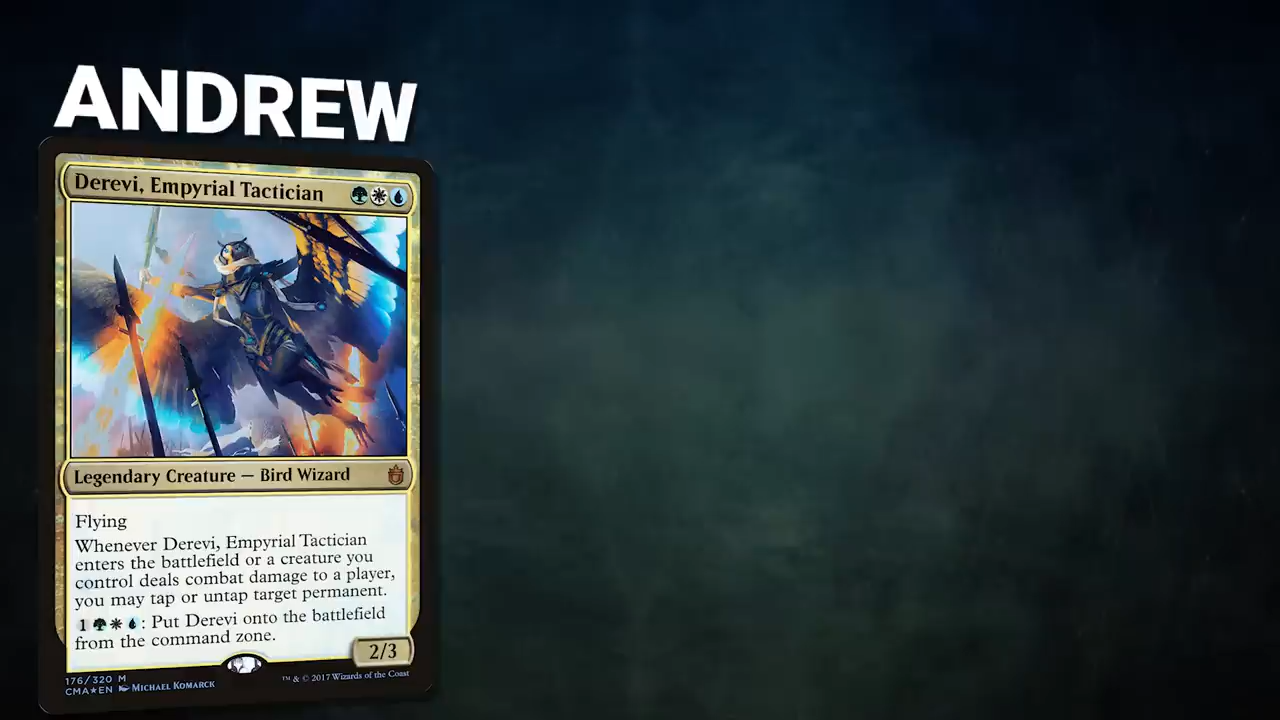 ANDREW
Derevi, Empyrial Tactician
Legendary Creature — Bird Wizard
Flying
Whenever Derevi, Empyrial Tactician
enters the battlefield or a creature you
control deals combat damage to a player,
you may tap or untap target permanent.
1 : Put Derevi onto the battlefield
from the command zone.
2/3
176/320 M
CMA★EN Michael Komarck
™ & © 2017 Wizards of the Coast